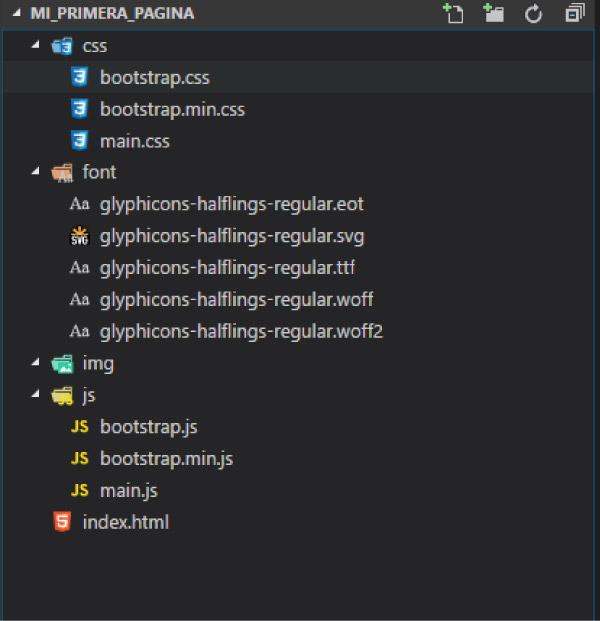 MI_PRIMERA_PAGINA
css
bootstrap.css
bootstrap.min.css
main.css
font
Aa glyphicons-halflings-regular.eot
SVG glyphicons-halflings-regular.svg
Aa glyphicons-halflings-regular.ttf
Aa glyphicons-halflings-regular.woff
Aa glyphicons-halflings-regular.woff2
img
js
JS bootstrap.js
JS bootstrap.min.js
JS main.js
index.html